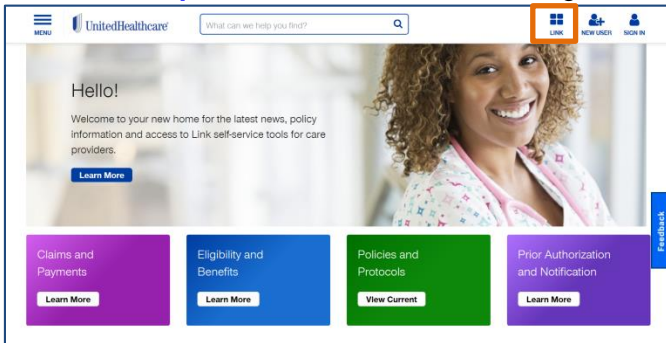 MENU
UnitedHealthcare
What can we help you find?
LINK
NEW USER
SIGN IN
Hello!
Welcome to your new home for the latest news, policy
information and access to Link self-service tools for care
providers.
Learn More
Feedback
Claims and
Payments
Learn More
Eligibility and
Benefits
Learn More
Policies and
Protocols
View Current
Prior Authorization
and Notification
Learn More